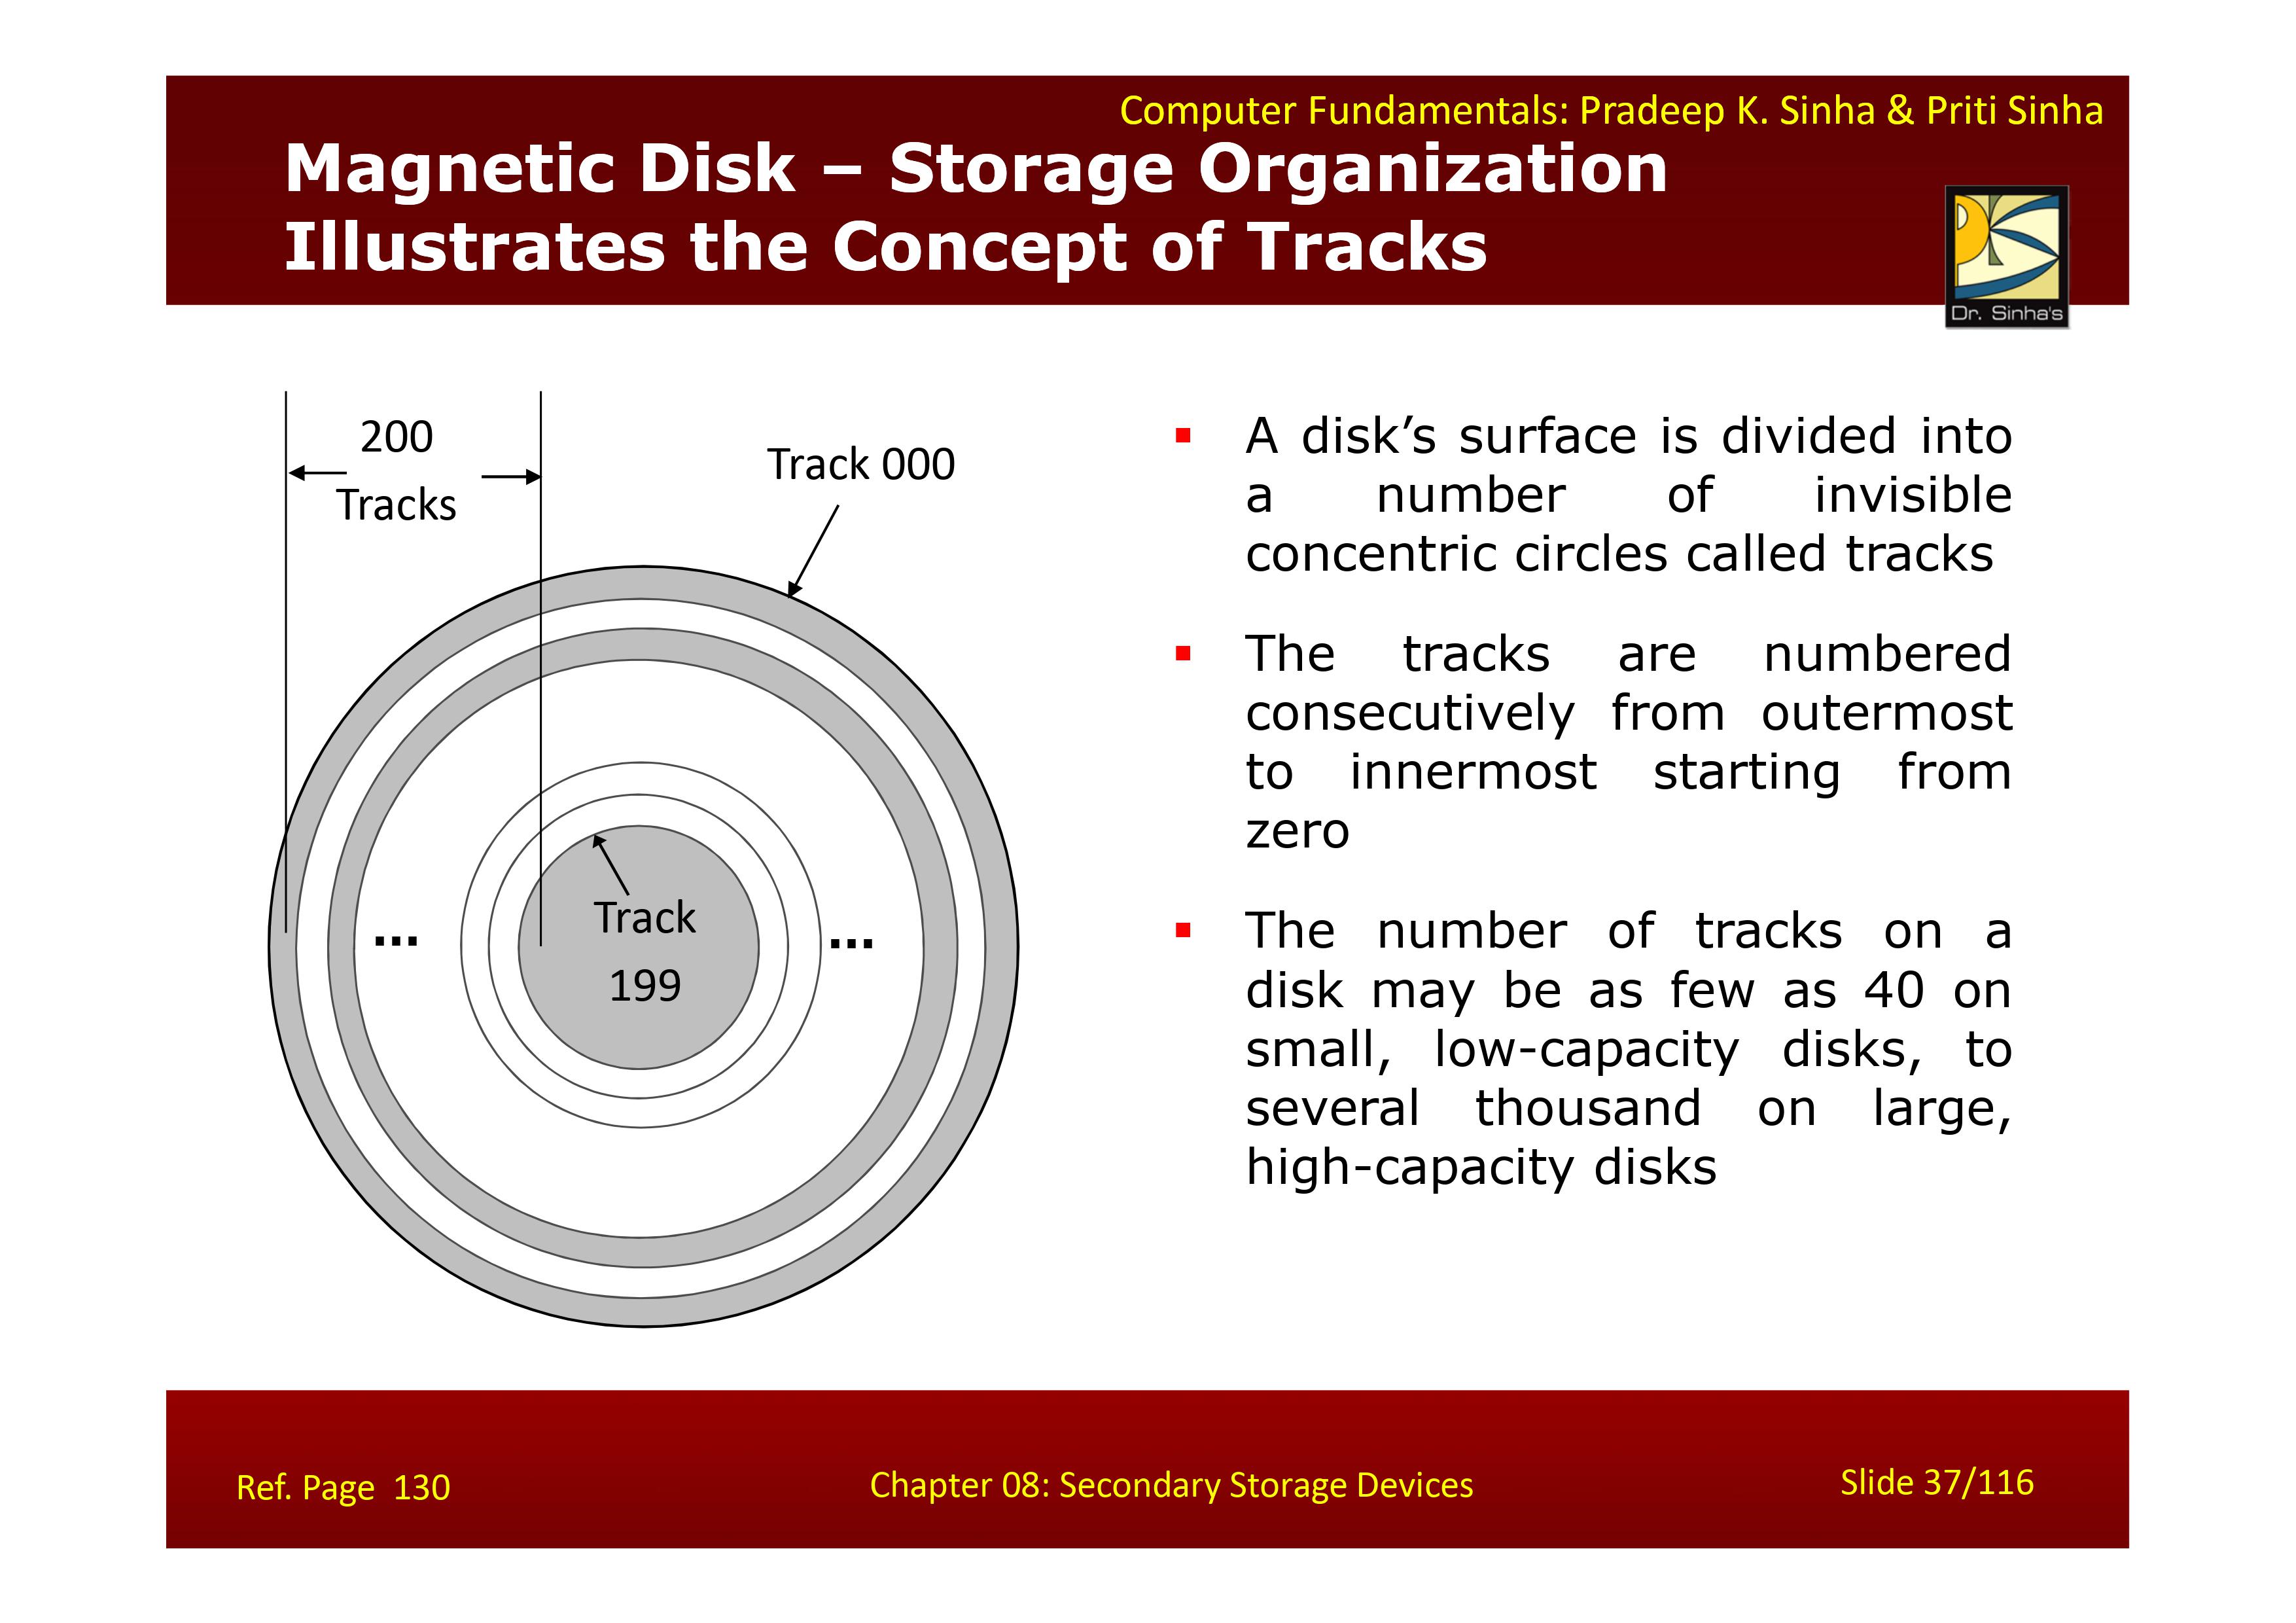 Computer Fundamentals: Pradeep K. Sinha & Priti Sinha
Magnetic Disk – Storage Organization
Illustrates the Concept of Tracks
Dr. Sinha's
200
Tracks
Track 000
...
Track
199
...
▪ A disk’s surface is divided into
a number of invisible
concentric circles called tracks
▪ The tracks are numbered
consecutively from outermost
to innermost starting from
zero
▪ The number of tracks on a
disk may be as few as 40 on
small, low-capacity disks, to
several thousand on large,
high-capacity disks
Ref. Page 130
Chapter 08: Secondary Storage Devices
Slide 37/116